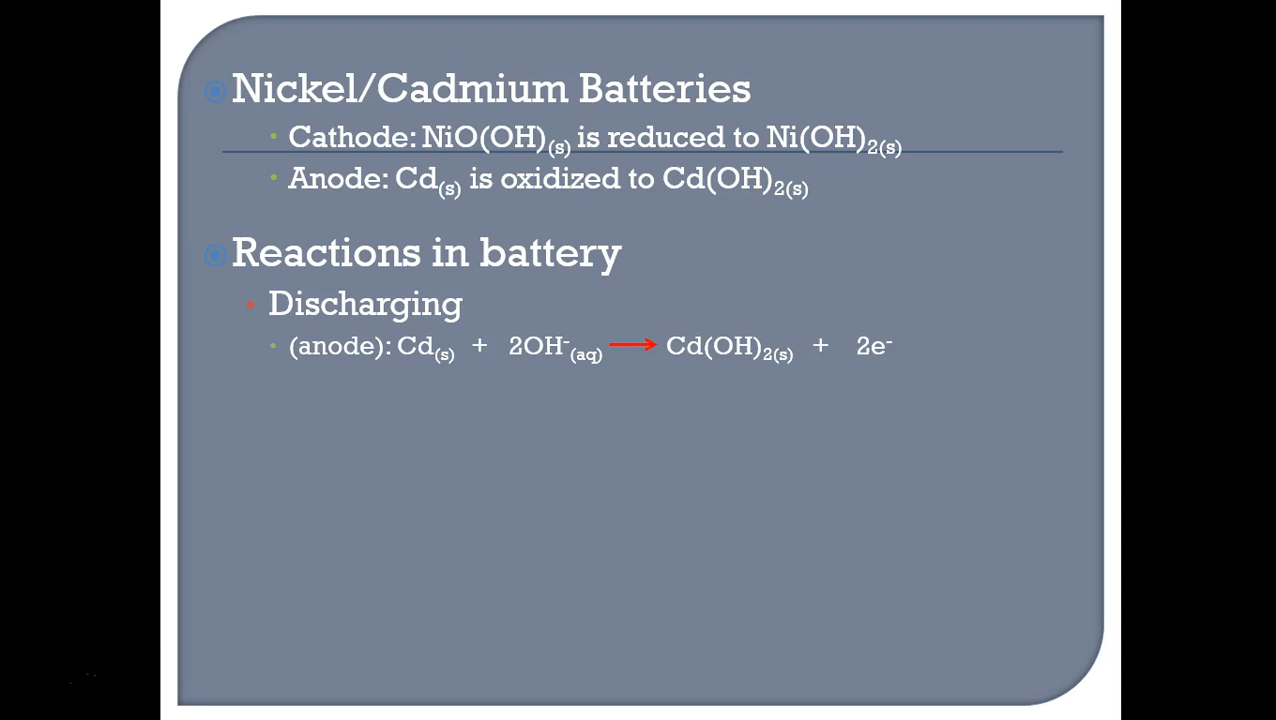 Nickel/Cadmium Batteries
Cathode: NiO(OH)(s) is reduced to Ni(OH)2(s)
Anode: Cd(s) is oxidized to Cd(OH)2(s)
Reactions in battery
Discharging
(anode): Cd(s) + 2OH-(aq) → Cd(OH)2(s) + 2e-